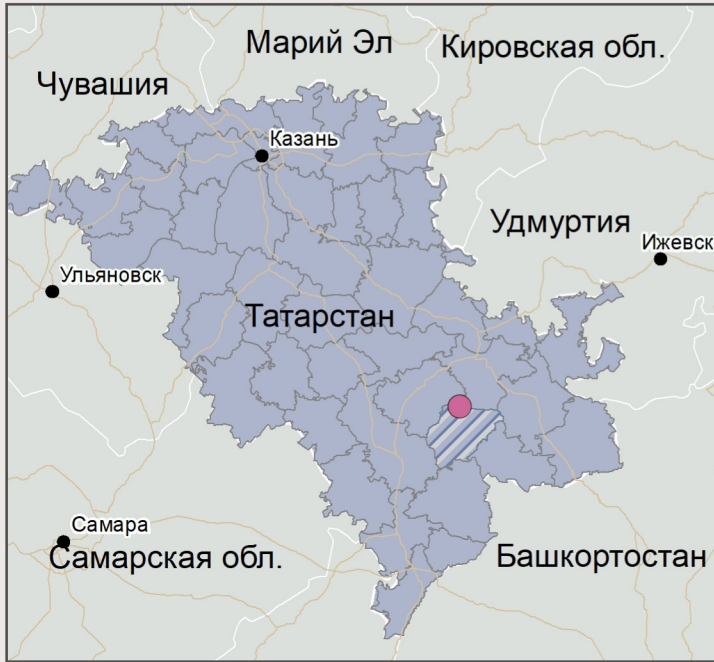 Марий Эл
Кировская обл.
Чувашия
Казань
Удмуртия
Ижевск
Ульяновск
Татарстан
Самара
Самарская обл.
Башкортостан